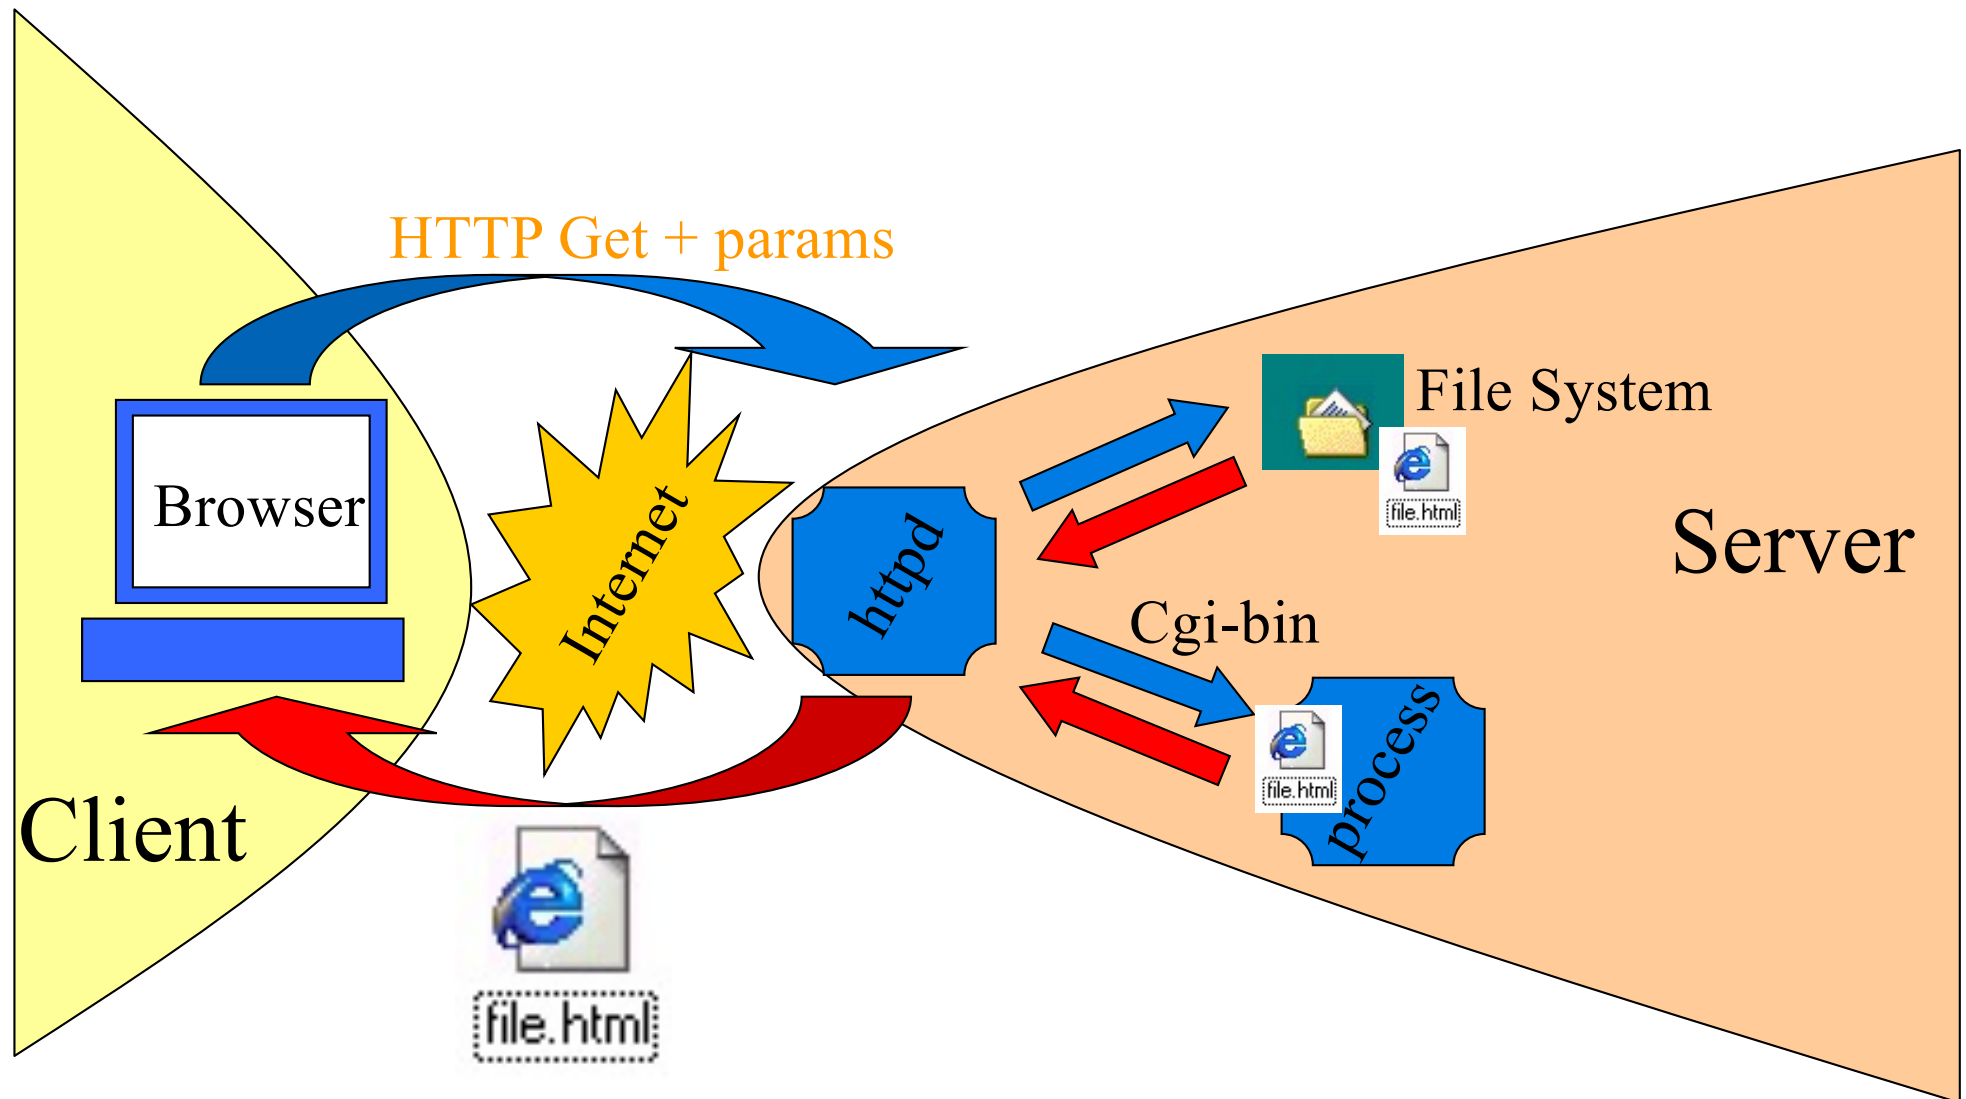 HTTP Get + params
File System
file.html
Browser
Internet
httpd
Server
Cgi-bin
process
file.html
Client
file.html